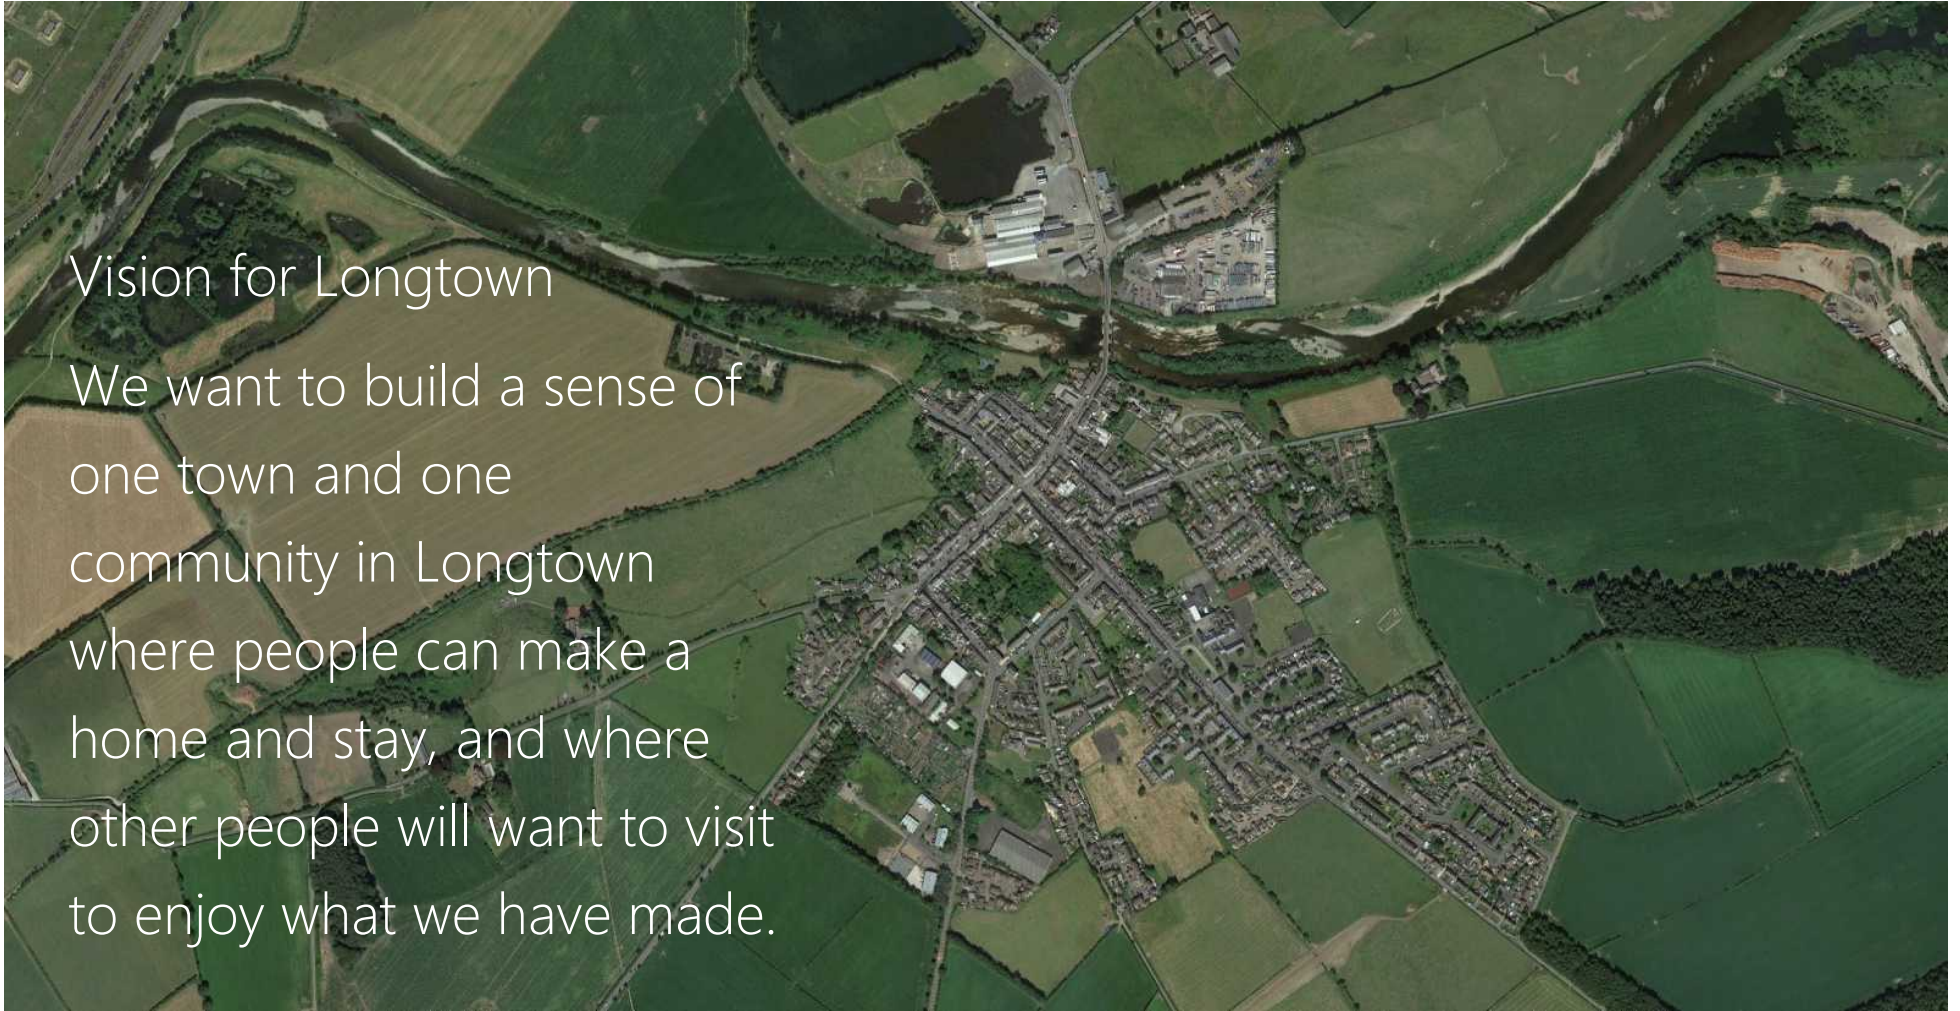 Vision for Longtown
We want to build a sense of
one town and one
community in Longtown
where people can make a
home and stay, and where
other people will want to visit
to enjoy what we have made.